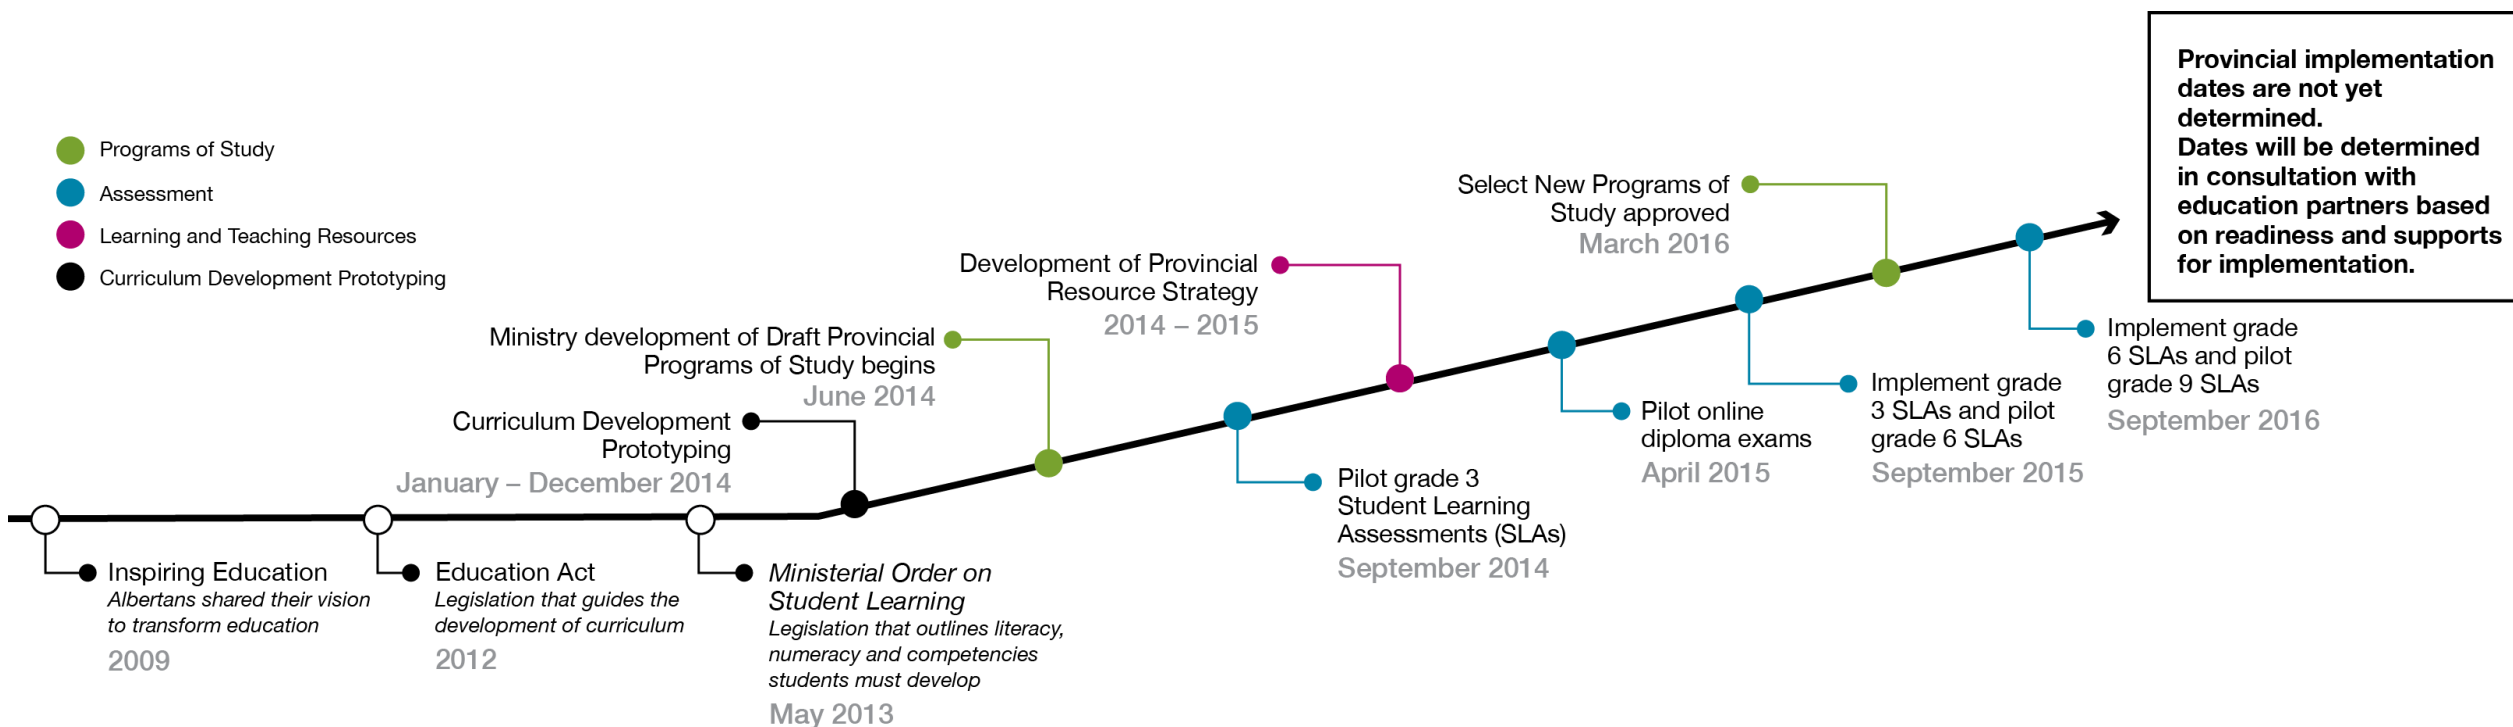 Programs of Study
Assessment
Learning and Teaching Resources
Curriculum Development Prototyping
Inspiring Education
Albertans shared their vision
to transform education
2009
Education Act
Legislation that guides the
development of curriculum
2012
Ministerial Order on
Student Learning
Legislation that outlines literacy,
numeracy and competencies
students must develop
May 2013
Curriculum Development
Prototyping
January – December 2014
Ministry development of Draft Provincial
Programs of Study begins
June 2014
Pilot grade 3
Student Learning
Assessments (SLAs)
September 2014
Development of Provincial
Resource Strategy
2014 – 2015
Pilot online
diploma exams
April 2015
Implement grade
3 SLAs and pilot
grade 6 SLAs
September 2015
Select New Programs of
Study approved
March 2016
Implement grade
6 SLAs and pilot
grade 9 SLAs
September 2016
Provincial implementation
dates are not yet
determined.
Dates will be determined
in consultation with
education partners based
on readiness and supports
for implementation.